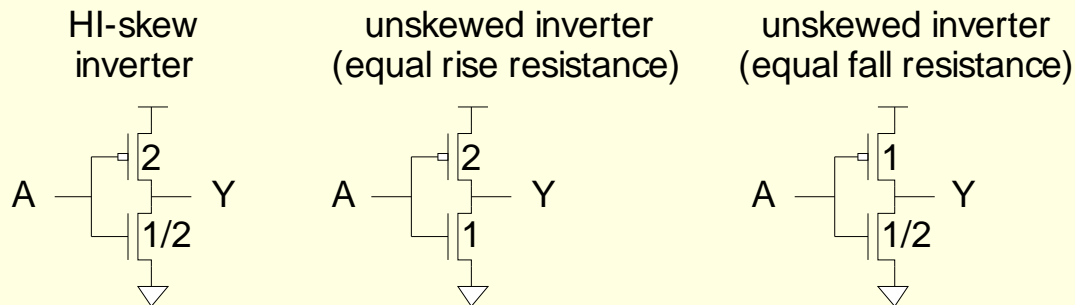 HI-skew
inverter
unskewed inverter
(equal rise resistance)
unskewed inverter
(equal fall resistance)
2
A
Y
1/2
2
A
Y
1
1
A
Y
1/2